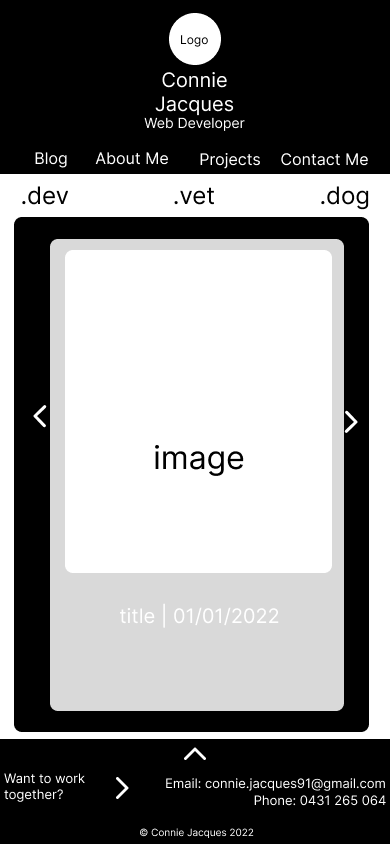 Logo
Connie
Jacques
Web Developer
Blog About Me Projects Contact Me
.dev .vet .dog
image
title | 01/01/2022
Want to work
together?
Email: connie.jacques91@gmail.com
Phone: 0431 265 064
© Connie Jacques 2022